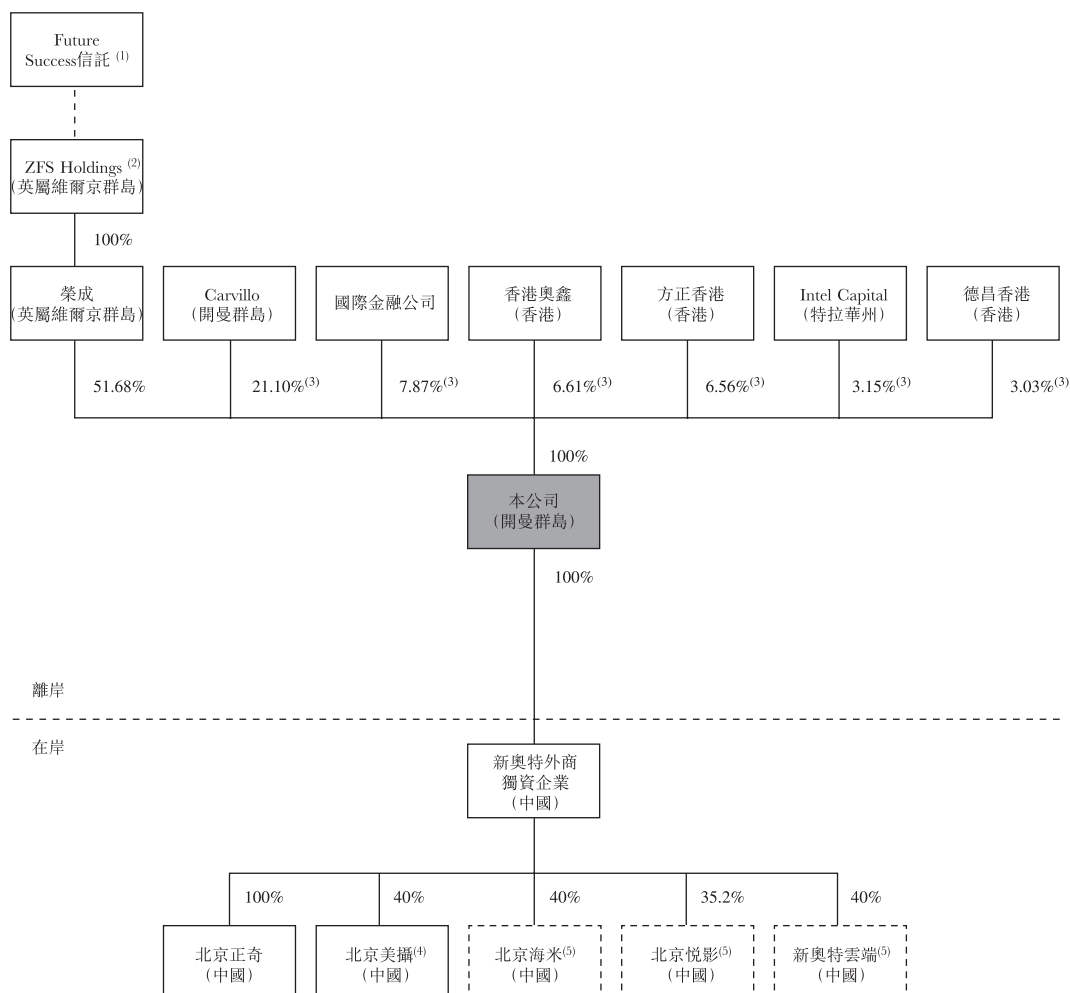 Future
Success信託 (1)
ZFS Holdings (2)
(英屬維爾京群島)
100%
榮成
(英屬維爾京群島)
Carvillo
(開曼群島)
國際金融公司
香港奧鑫
(香港)
方正香港
(香港)
Intel Capital
(特拉華州)
德昌香港
(香港)
51.68%
21.10%(3)
7.87%(3)
6.61%(3)
6.56%(3)
3.15%(3)
3.03%(3)
100%
本公司
(開曼群島)
100%
離岸
在岸
新奧特外商
獨資企業
(中國)
100%
40%
40%
35.2%
40%
北京正奇
(中國)
北京美攝(4)
(中國)
北京海米(5)
(中國)
北京悦影(5)
(中國)
新奧特雲端(5)
(中國)